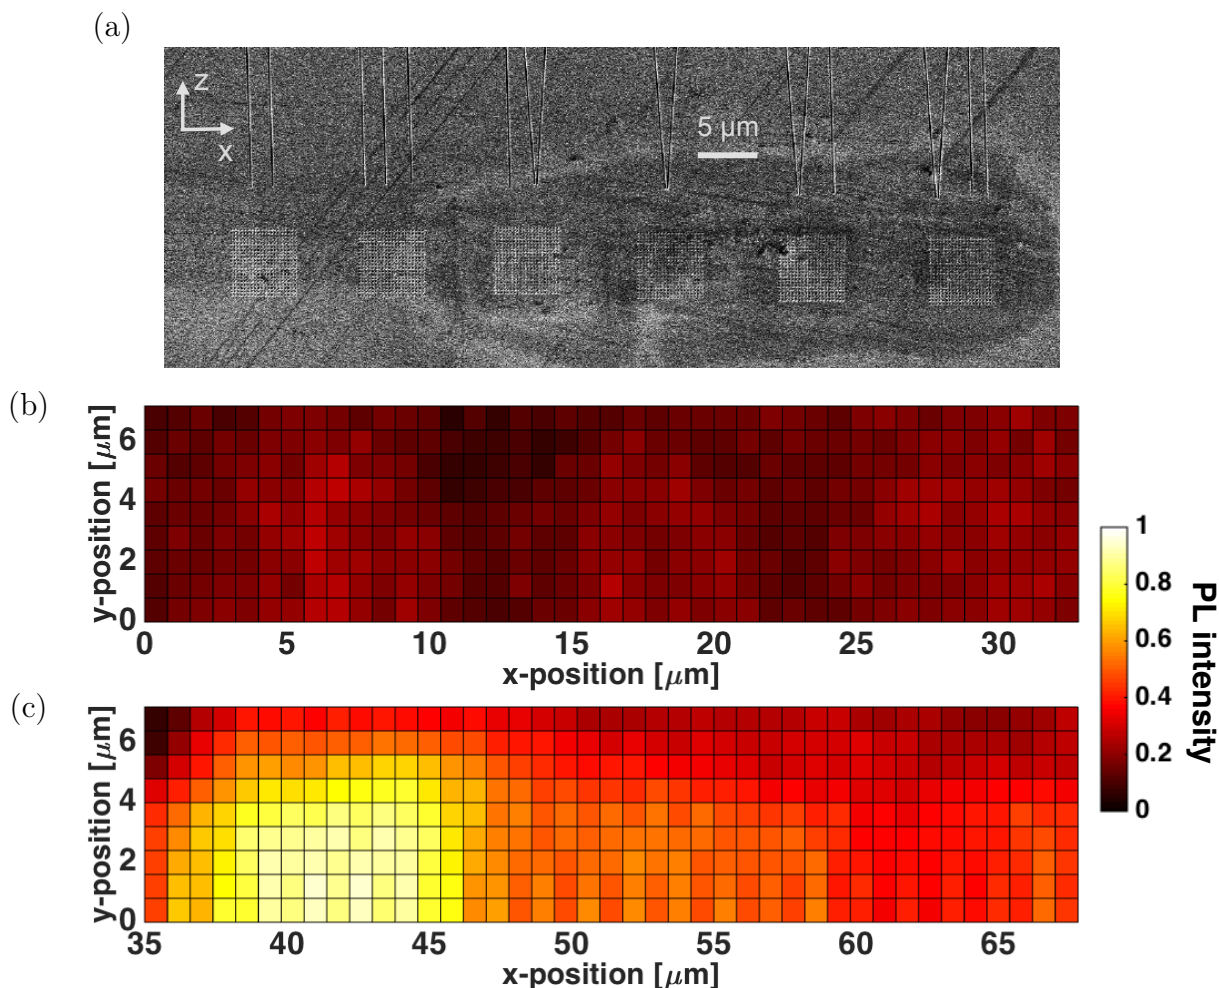 (a)
z
x
5 μm
(b)
y-position [μm]
6
4
2
0
0 5 10 15 20 25 30
x-position [μm]
(c)
y-position [μm]
6
4
2
0
35 40 45 50 55 60 65
x-position [μm]
1
0.8
0.6
0.4
0.2
0
PL intensity